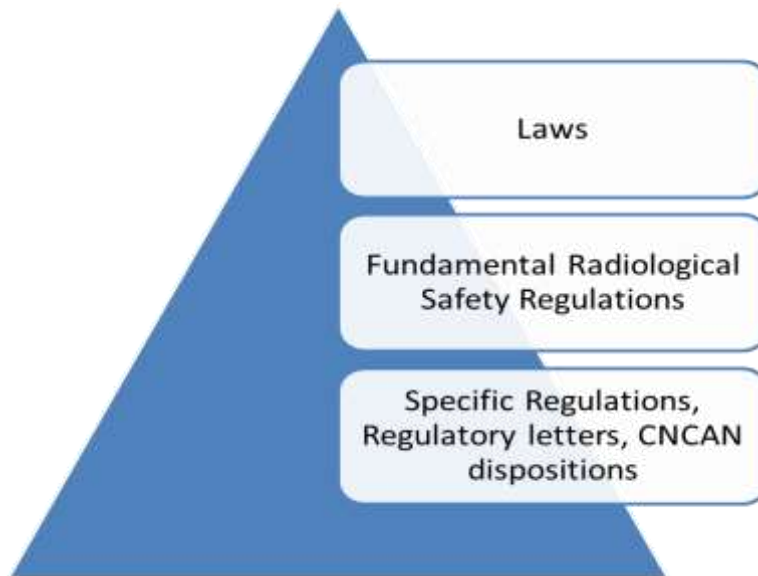 Laws
Fundamental Radiological
Safety Regulations
Specific Regulations,
Regulatory letters, CNCAN
dispositions